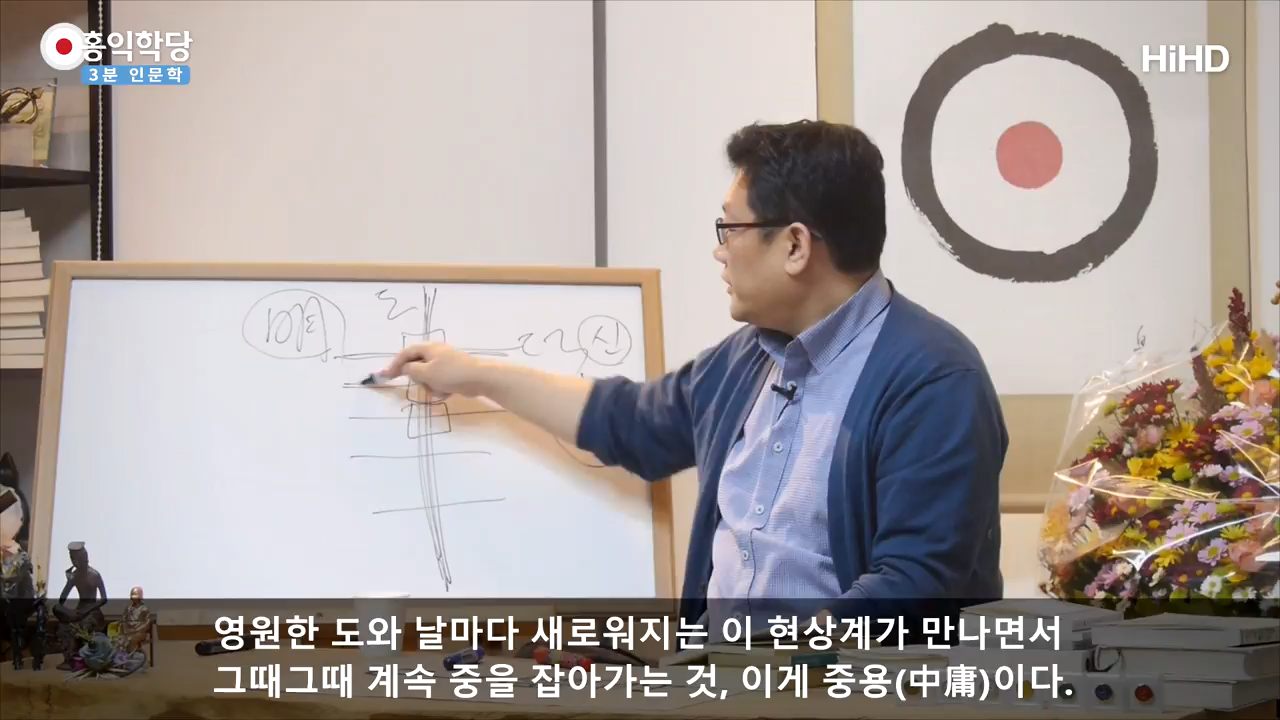 홍익학당
3분 인문학
HiHD
도
신
영원한 도와 날마다 새로워지는 이 현상계가 만나면서
그때그때 계속 중을 잡아가는 것, 이게 중용(中庸)이다.